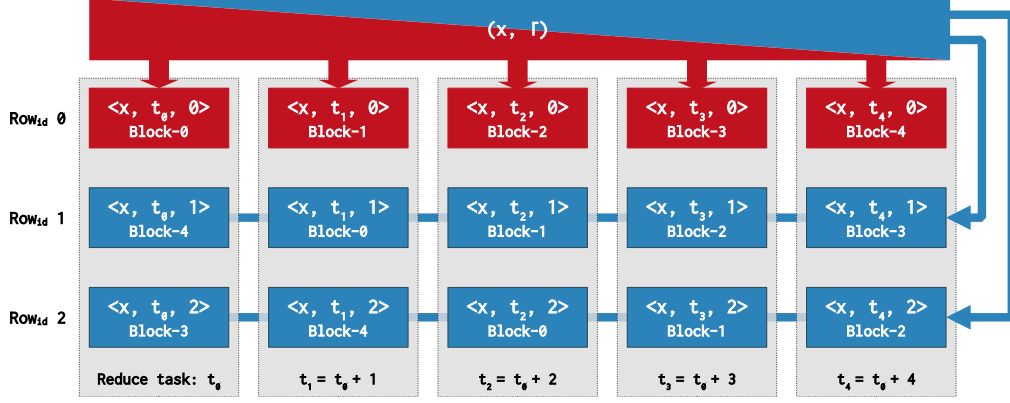 (x, Γ)
Row_id 0
<x, t_0, 0>
Block-0
<x, t_1, 0>
Block-1
<x, t_2, 0>
Block-2
<x, t_3, 0>
Block-3
<x, t_4, 0>
Block-4
Row_id 1
<x, t_0, 1>
Block-4
<x, t_1, 1>
Block-0
<x, t_2, 1>
Block-1
<x, t_3, 1>
Block-2
<x, t_4, 1>
Block-3
Row_id 2
<x, t_0, 2>
Block-3
<x, t_1, 2>
Block-4
<x, t_2, 2>
Block-0
<x, t_3, 2>
Block-1
<x, t_4, 2>
Block-2
Reduce task: t_0
t_1 = t_0 + 1
t_2 = t_0 + 2
t_3 = t_0 + 3
t_4 = t_0 + 4